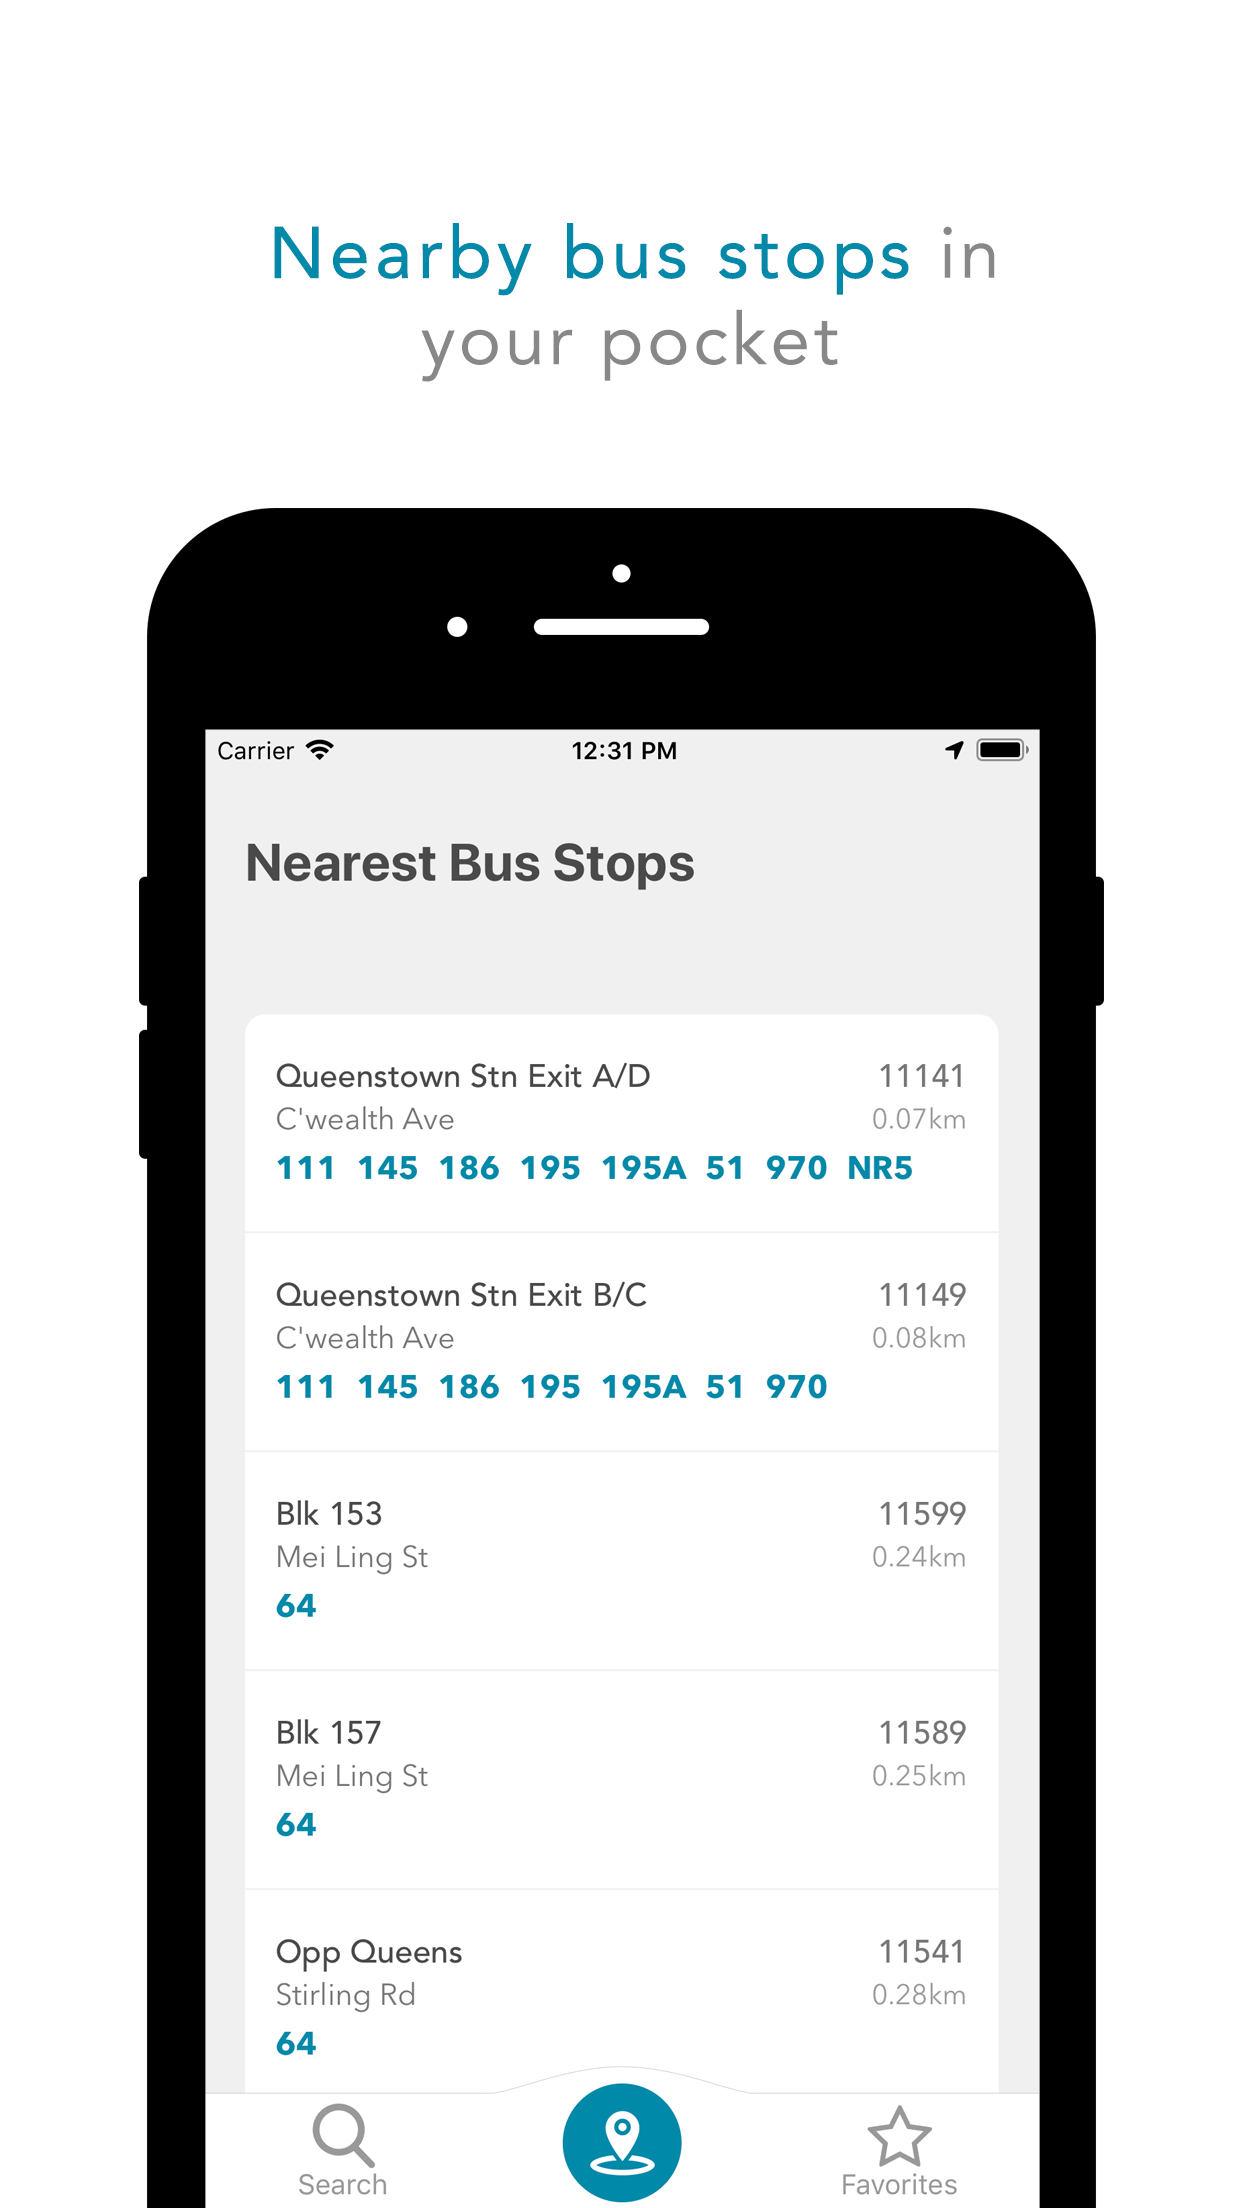 Nearby bus stops in
your pocket
Carrier 12:31 PM
Nearest Bus Stops
Queenstown Stn Exit A/D 11141
C'wealth Ave 0.07km
111 145 186 195 195A 51 970 NR5
Queenstown Stn Exit B/C 11149
C'wealth Ave 0.08km
111 145 186 195 195A 51 970
Blk 153 11599
Mei Ling St 0.24km
64
Blk 157 11589
Mei Ling St 0.25km
64
Opp Queens 11541
Stirling Rd 0.28km
64
Search Favorites